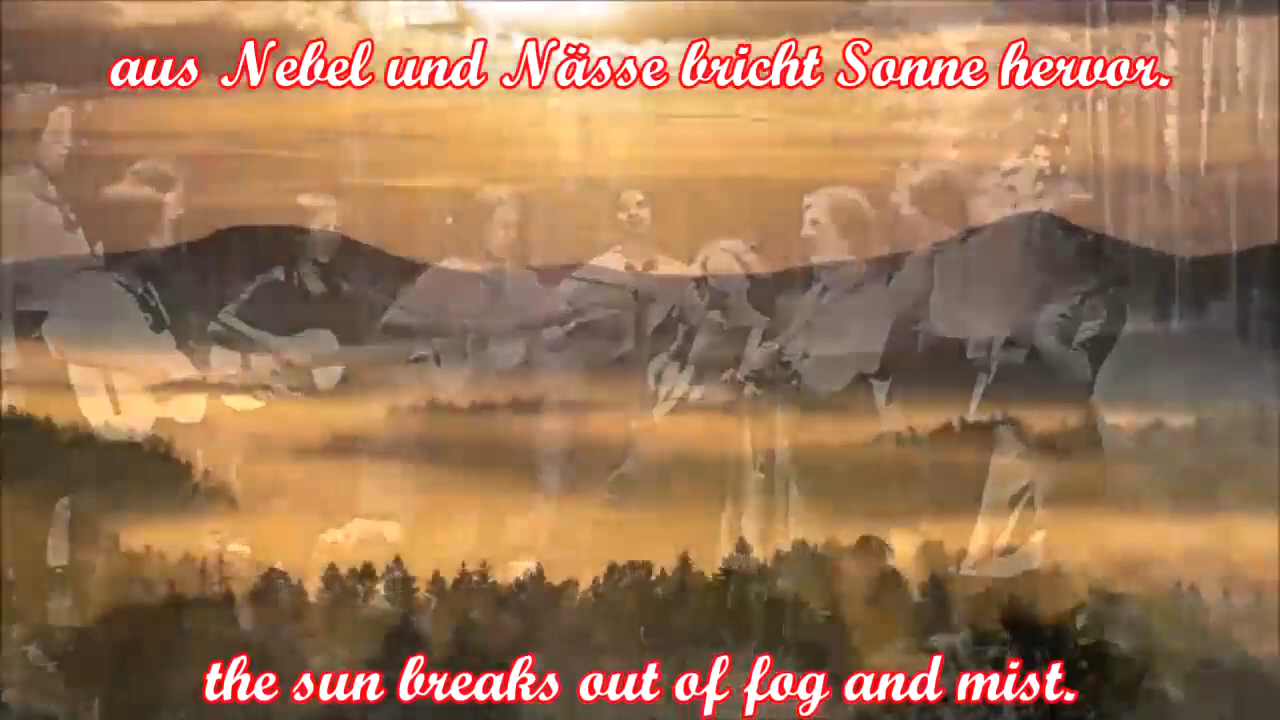 aus Nebel und Nässe bricht Sonne hervor.
the sun breaks out of fog and mist.